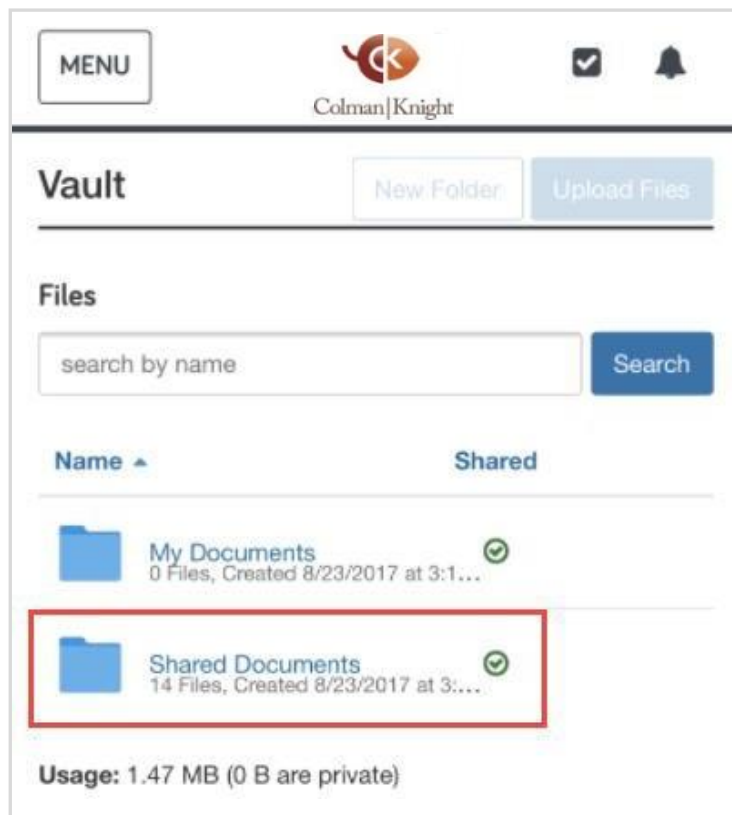 MENU
CK
Colman|Knight
Vault
New Folder
Upload Files
Files
search by name
Search
Name
Shared
My Documents
0 Files, Created 8/23/2017 at 3:1...
Shared Documents
14 Files, Created 8/23/2017 at 3:...
Usage: 1.47 MB (0 B are private)